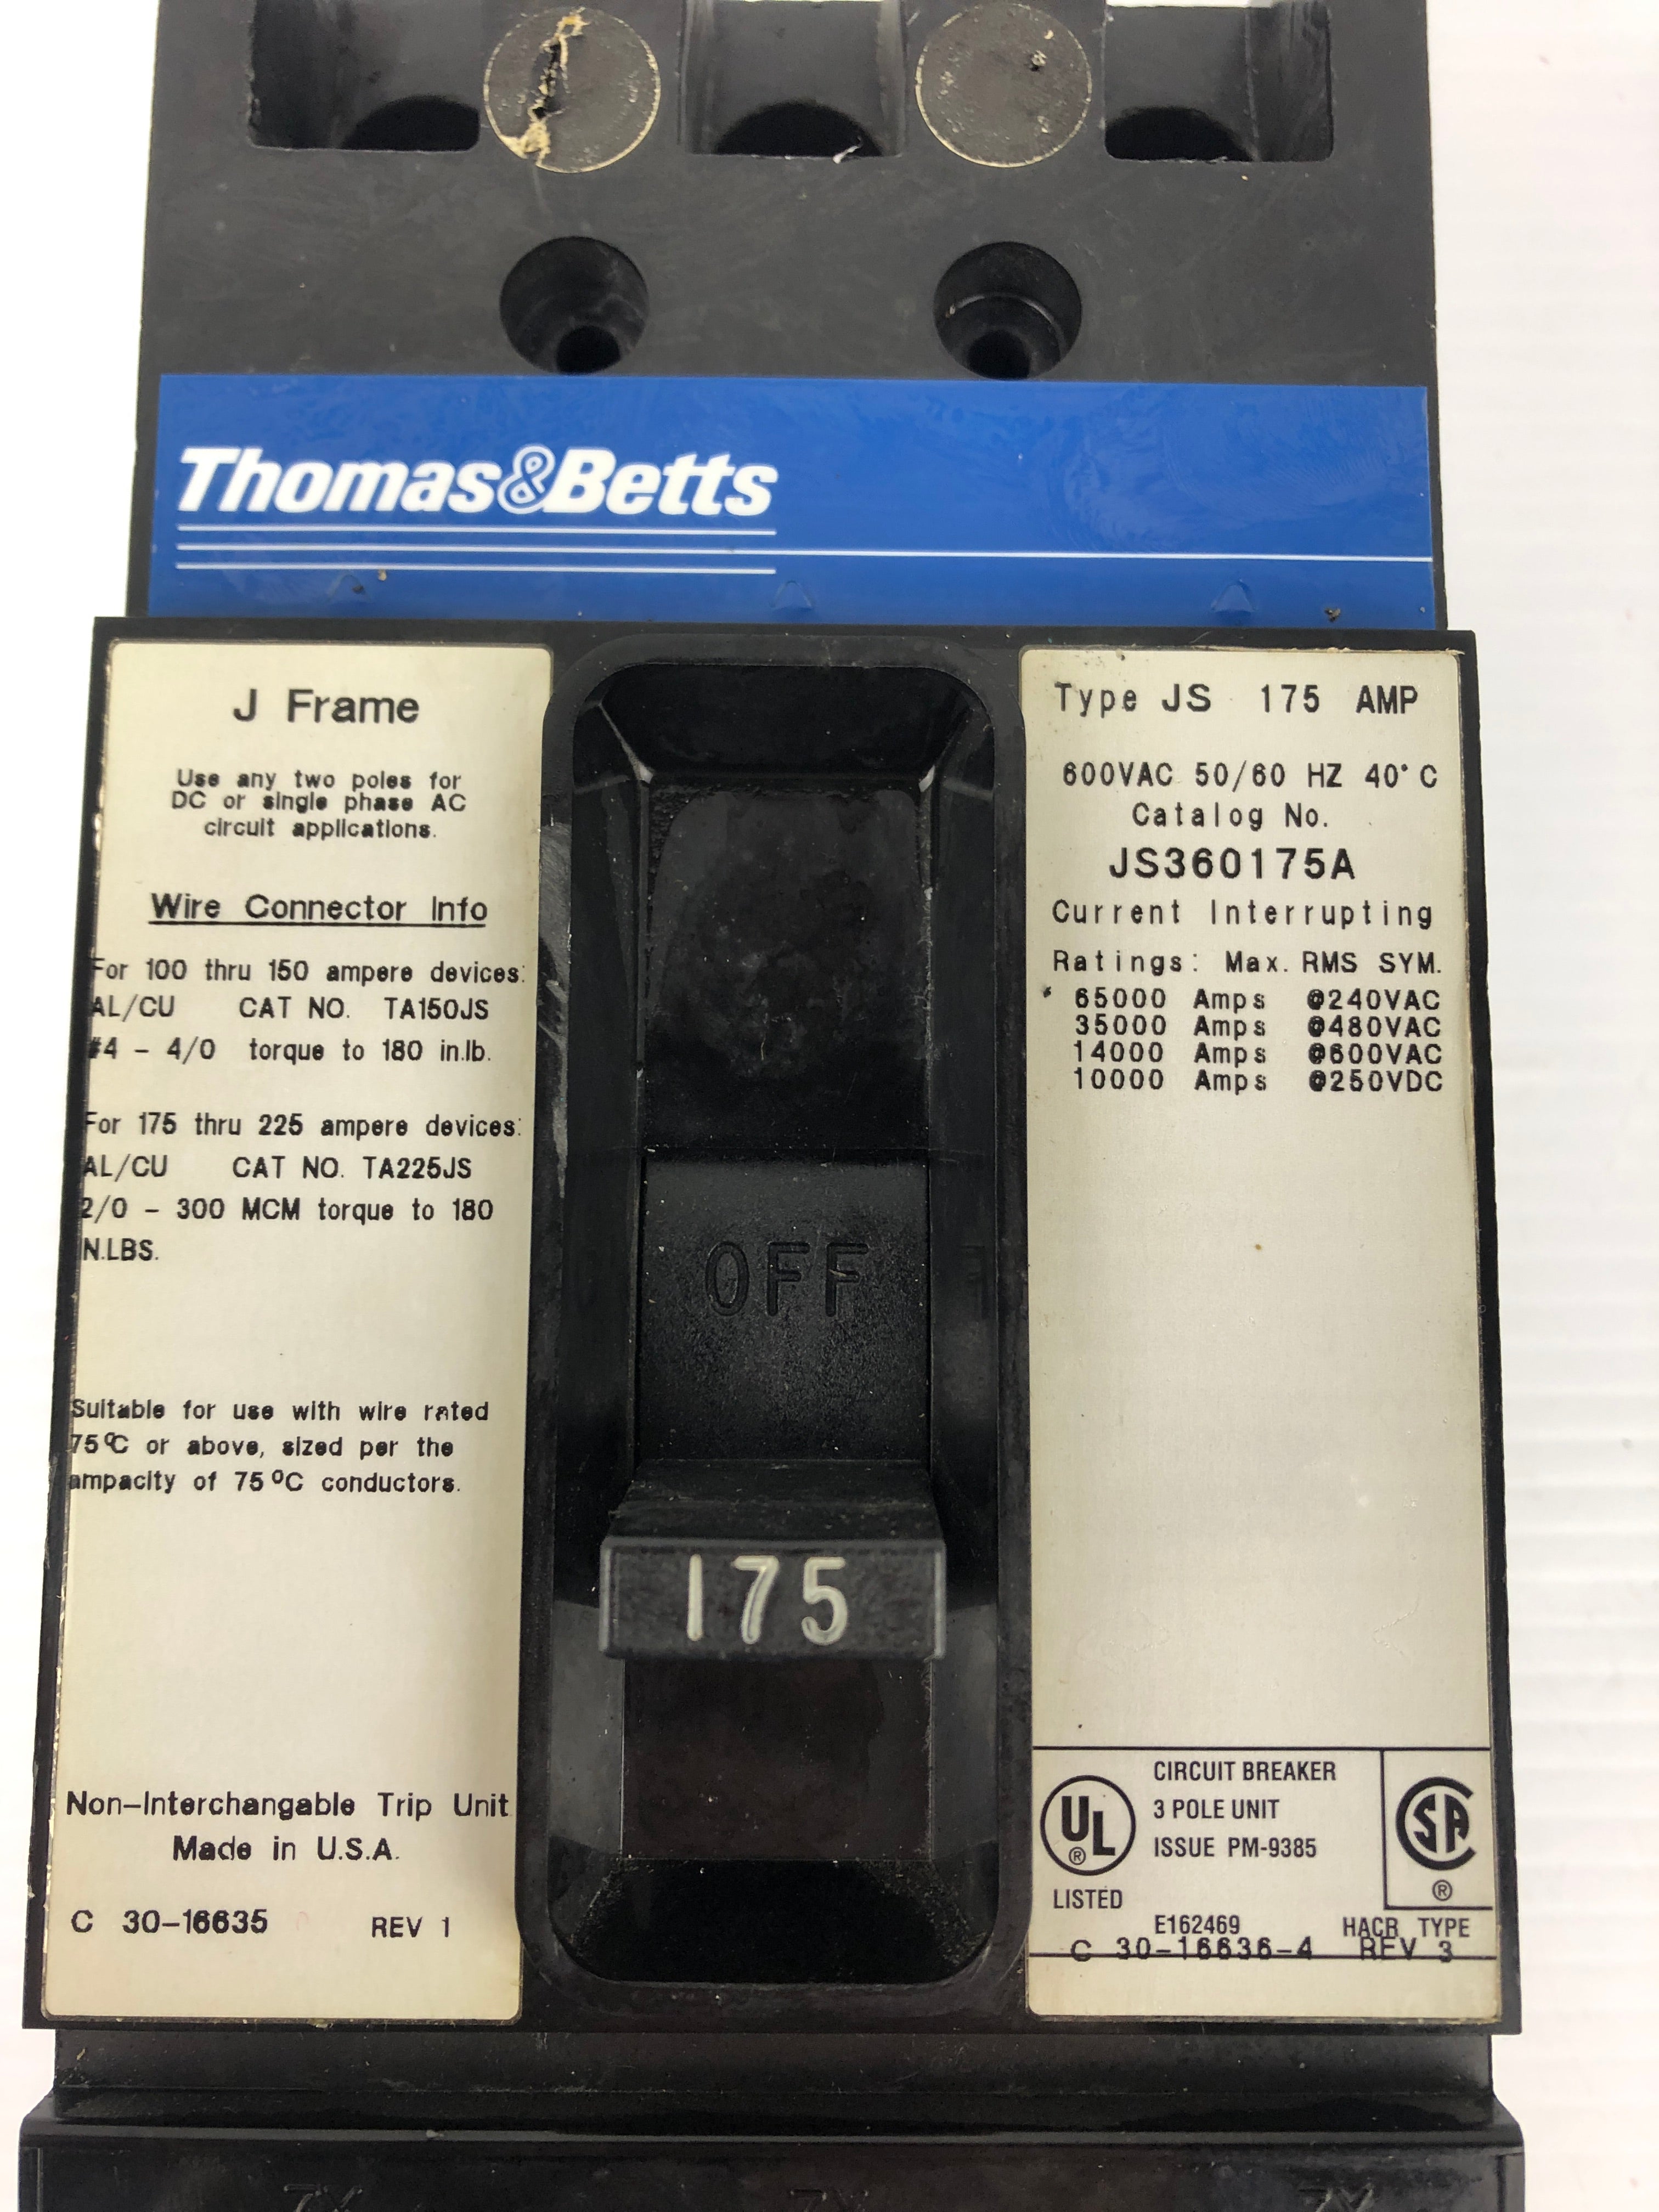 Thomas&Betts
J Frame
Use any two poles for
DC or single phase AC
circuit applications.
Wire Connector Info
For 100 thru 150 ampere devices:
AL/CU CAT NO. TA150JS
#4 - 4/0 torque to 180 in.lb.
For 175 thru 225 ampere devices:
AL/CU CAT NO. TA225JS
2/0 - 300 MCM torque to 180
IN.LBS.
Suitable for use with wire rated
75°C or above, sized per the
ampacity of 75°C conductors.
Non-Interchangable Trip Unit
Made in U.S.A.
C 30-16635 REV 1
OFF
175
Type JS 175 AMP
600VAC 50/60 HZ 40°C
Catalog No.
JS360175A
Current Interrupting
Ratings: Max. RMS SYM.
65000 Amps @240VAC
35000 Amps @480VAC
14000 Amps @600VAC
10000 Amps @250VDC
UL
®
LISTED
CIRCUIT BREAKER
3 POLE UNIT
ISSUE PM-9385
SA
®
E162469 HACR TYPE
C 30-16636-4 REV 3